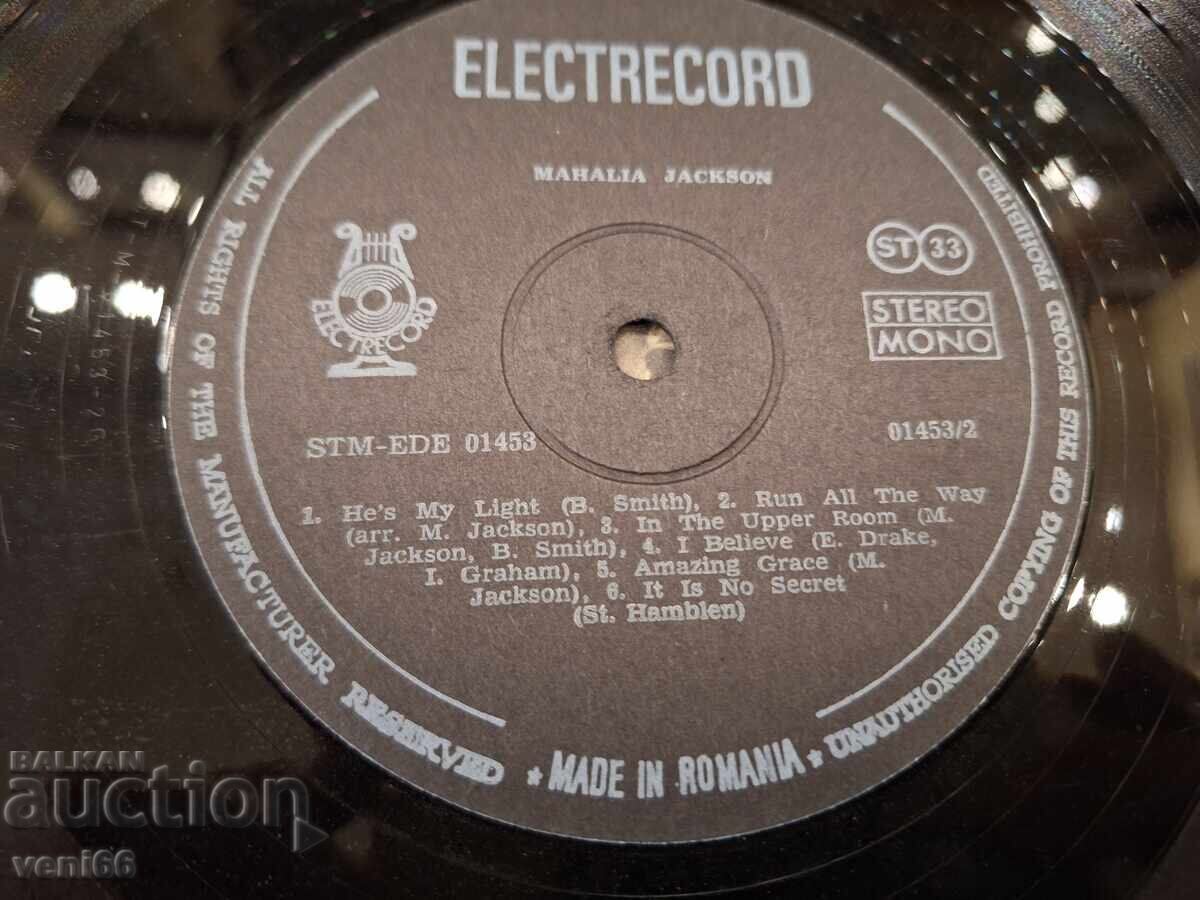 ELECTRECORD
MAHALIA JACKSON
ELECTRECORD
ST 33
STEREO
MONO
STM-EDE 01453
01453/2
1. He's My Light (B. Smith), 2. Run All The Way
(arr. M. Jackson), 3. In The Upper Room (M.
Jackson, B. Smith), 4. I Believe (E. Drake,
I. Graham), 5. Amazing Grace (M.
Jackson), 6. It Is No Secret
(St. Hamblen)
ALL RIGHTS OF THE MANUFACTURER RESERVED
* MADE IN ROMANIA *
UNAUTHORISED COPYING OF THIS RECORD PROHIBITED
BALKAN
auction
veni66